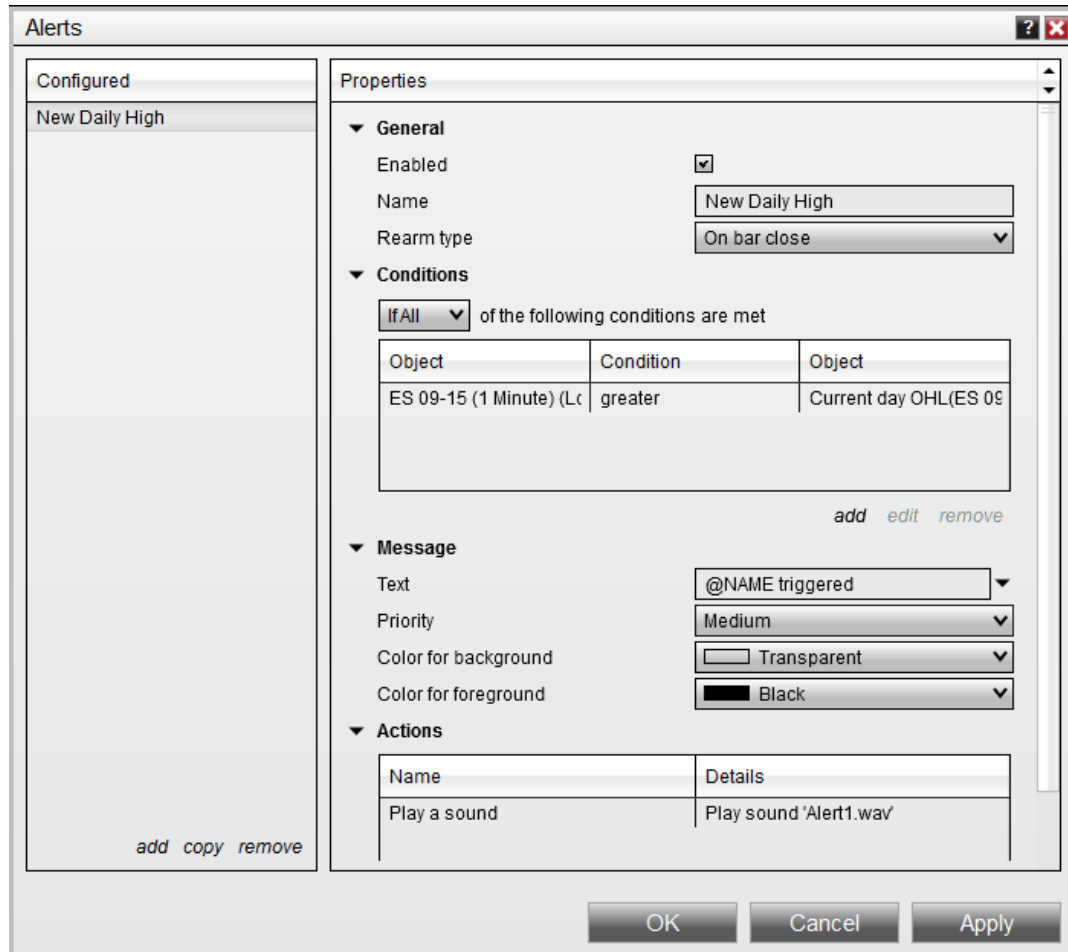 Alerts ?
Configured
New Daily High
add copy remove
Properties
General
Enabled
Name New Daily High
Rearm type On bar close
Conditions
If All of the following conditions are met
Object Condition Object
ES 09-15 (1 Minute) (Lc greater Current day OHL(ES 09
add edit remove
Message
Text @NAME triggered
Priority Medium
Color for background Transparent
Color for foreground Black
Actions
Name Details
Play a sound Play sound 'Alert1.wav'
OK Cancel Apply